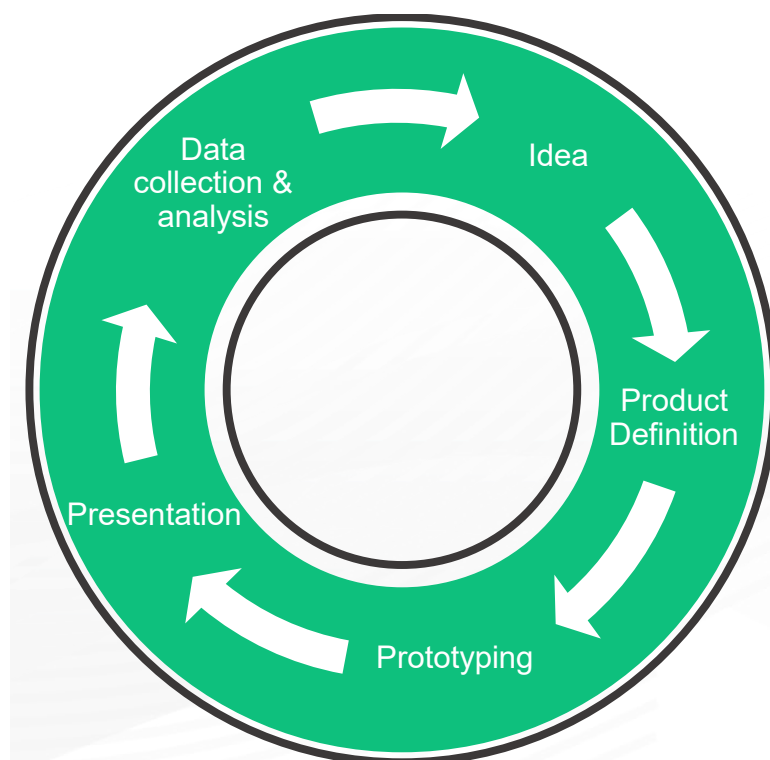 Data
collection &
analysis
Idea
Product
Definition
Prototyping
Presentation